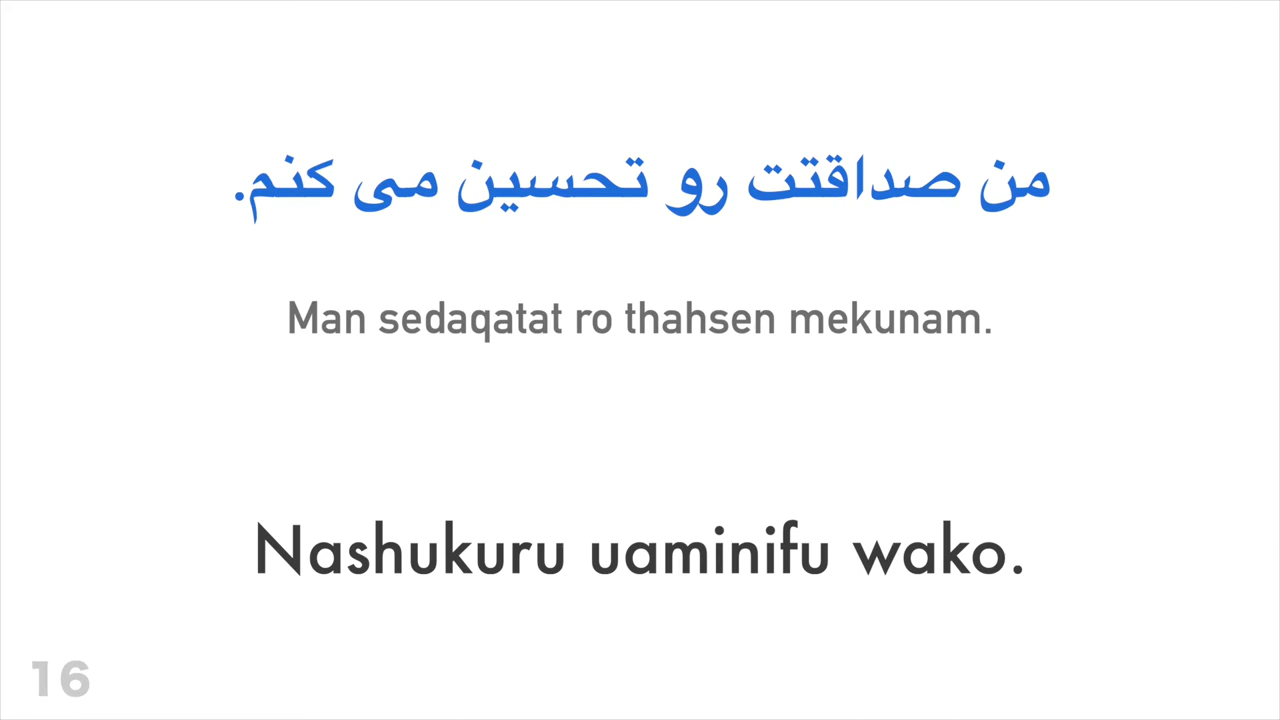 من صداقتت رو تحسین می کنم.
Man sedaqatat ro thahsen mekunam.
Nashukuru uaminifu wako.
16